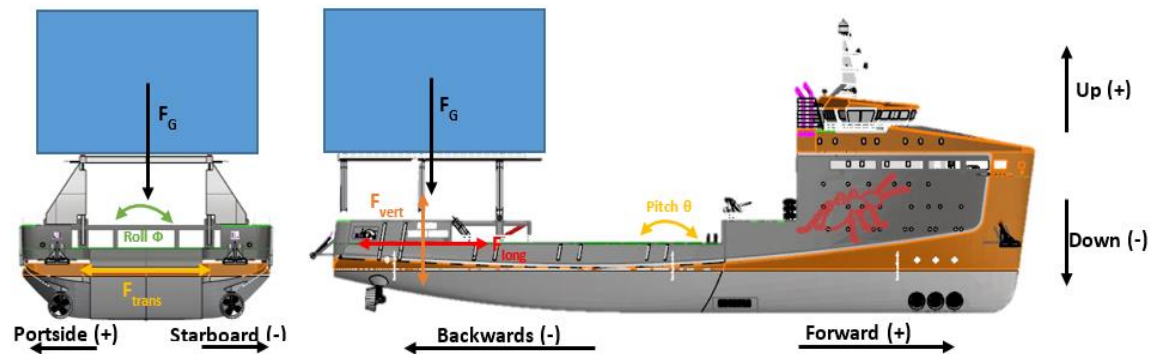 F_G
Roll Φ
F_trans
Portside (+)
Starboard (-)
F_G
F_vert
F_long
Pitch θ
Backwards (-)
Forward (+)
Up (+)
Down (-)